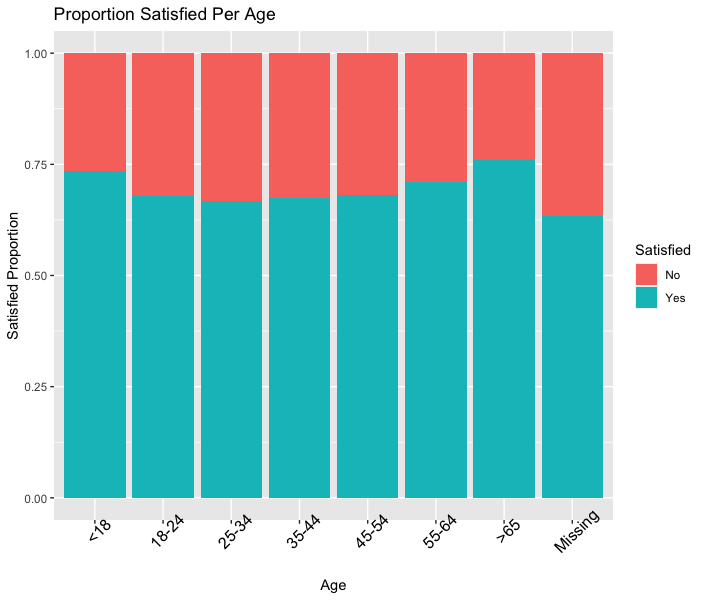 Proportion Satisfied Per Age
Satisfied Proportion
1.00
0.75
0.50
0.25
0.00
<18
18-24
25-34
35-44
45-54
55-64
>65
Missing
Age
Satisfied
No
Yes